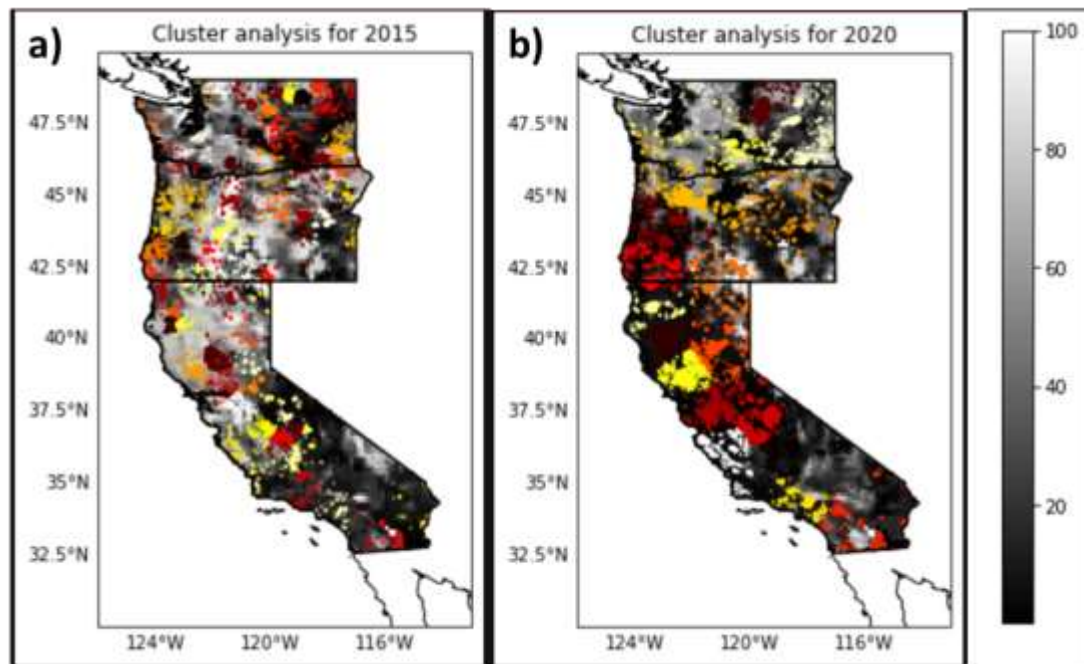 a) Cluster analysis for 2015
47.5°N
45°N
42.5°N
40°N
37.5°N
35°N
32.5°N
124°W 120°W 116°W
b) Cluster analysis for 2020
47.5°N
45°N
42.5°N
40°N
37.5°N
35°N
32.5°N
124°W 120°W 116°W
100
80
60
40
20